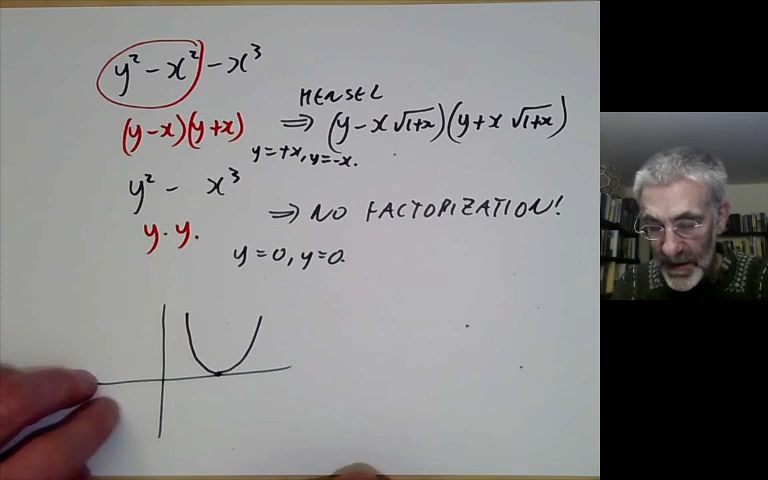 y² - x² - x³
HENSEL
(y-x)(y+x) ⇒ (y - x √1+x)(y + x √1+x)
y=+x, y=-x.
y² - x³
⇒ NO FACTORIZATION!
y · y.
y=0, y=0.